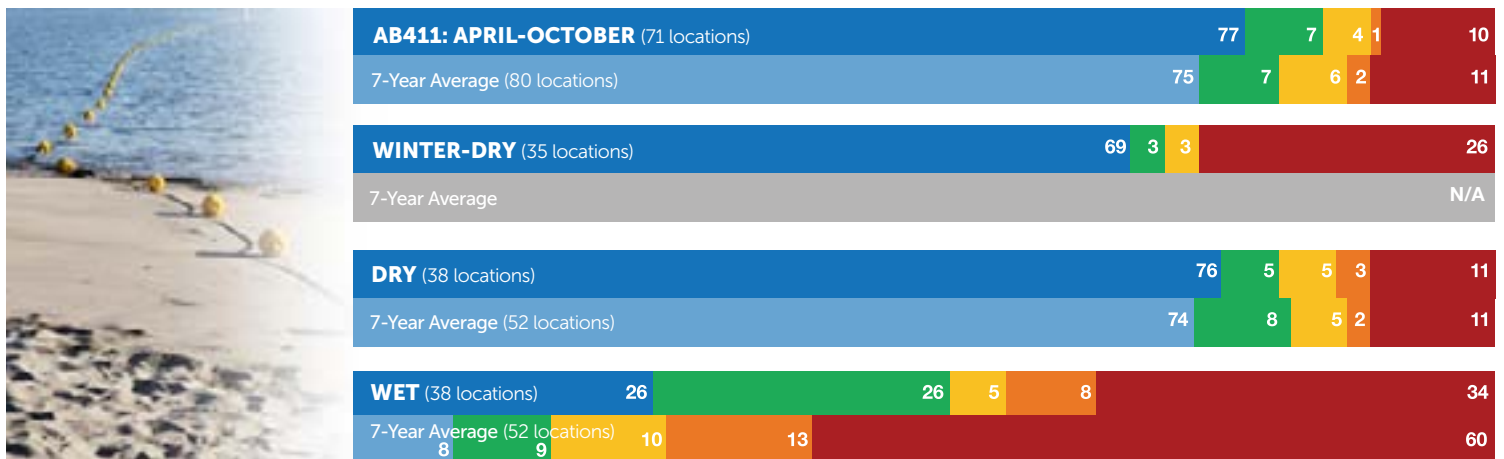 AB411: APRIL-OCTOBER (71 locations) 77 7 4 1 10
7-Year Average (80 locations) 75 7 6 2 11
WINTER-DRY (35 locations) 69 3 3 26
7-Year Average N/A
DRY (38 locations) 76 5 5 3 11
7-Year Average (52 locations) 74 8 5 2 11
WET (38 locations) 26 26 5 8 34
7-Year Average (52 locations) 8 9 10 13 60